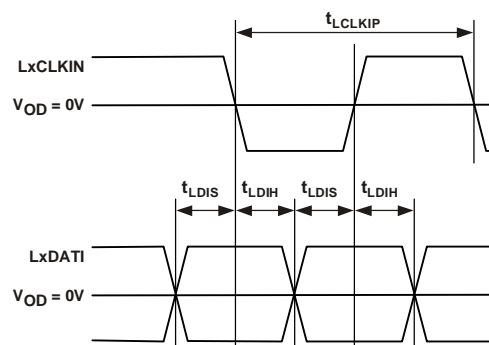 tLCLKIP
LxCLKIN
VOD = 0V
tLDIS tLDIH tLDIS tLDIH
LxDATI
VOD = 0V